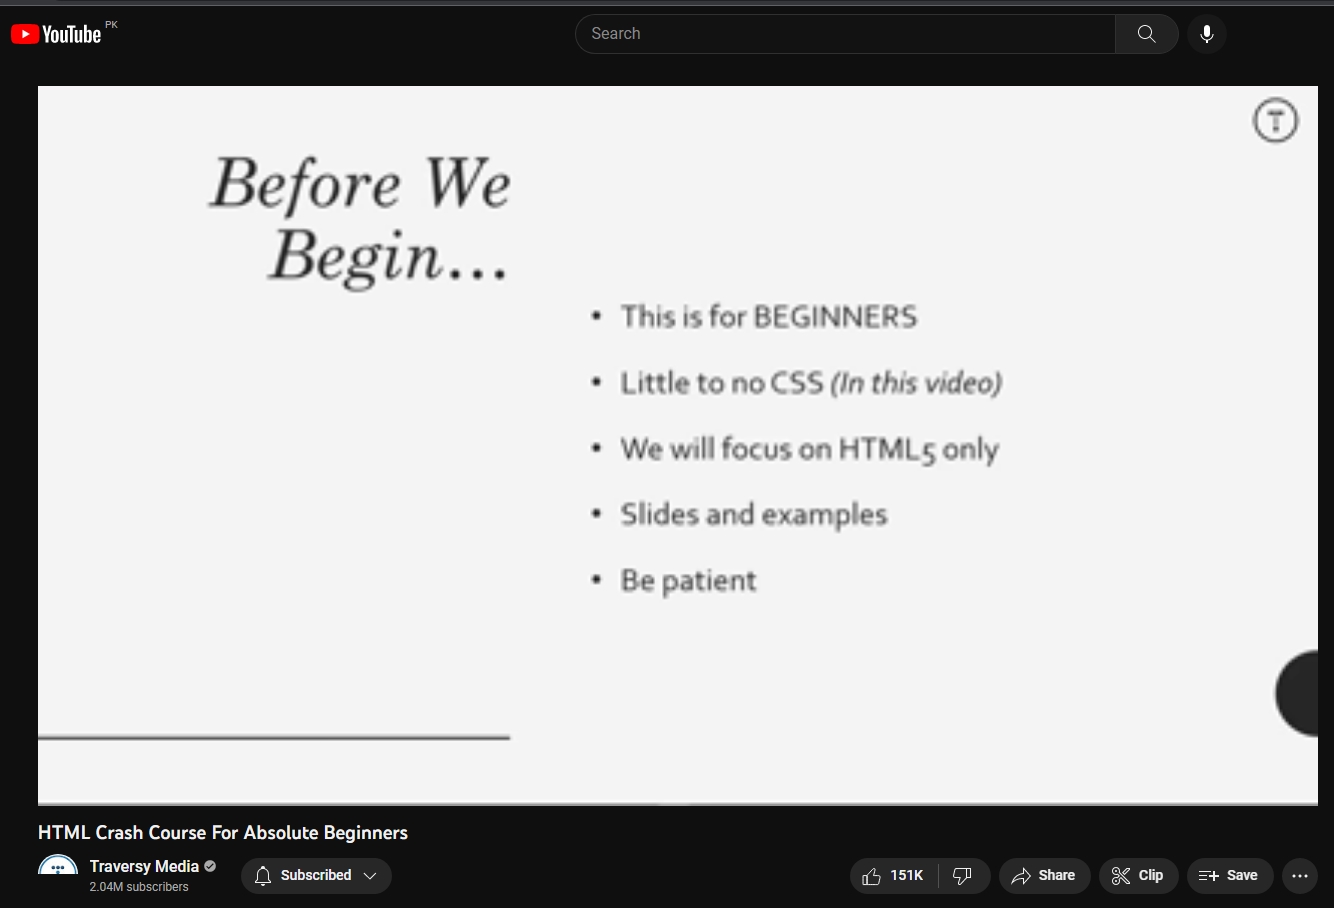 YouTube PK
Search
T
Before We
Begin...
• This is for BEGINNERS
• Little to no CSS (In this video)
• We will focus on HTML5 only
• Slides and examples
• Be patient
HTML Crash Course For Absolute Beginners
Traversy Media
2.04M subscribers
Subscribed
151K
Share
Clip
Save